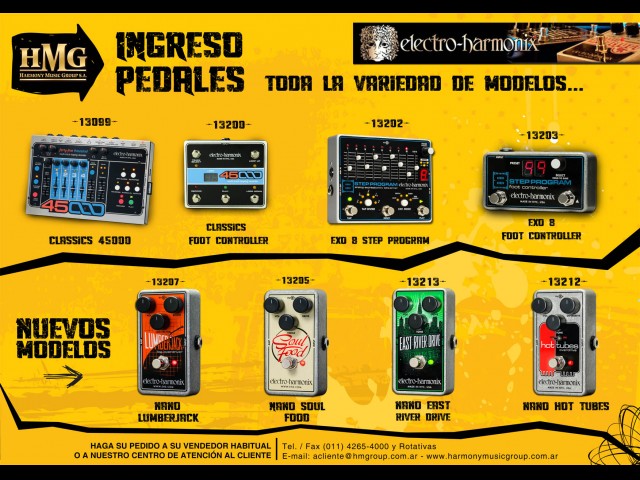 HMG
HARMONY MUSIC GROUP S.A.
INGRESO
PEDALES
electro-harmonix
TODA LA VARIEDAD DE MODELOS...
-13099-
-13200-
-13202-
-13203-
45000
45000
electro-harmonix
8 STEP PROGRAM
electro-harmonix
99
8 STEP PROGRAM
foot controller
electro-harmonix
CLASSICS 45000
CLASSICS
FOOT CONTROLLER
EXO 8 STEP PROGRAM
EXO 8
FOOT CONTROLLER
-13207-
-13205-
-13213-
-13212-
NUEVOS
MODELOS
LUMBERJACK
electro-harmonix
Soul
Food
electro-harmonix
EAST RIVER DRIVE
electro-harmonix
hot tubes
electro-harmonix
NANO
LUMBERJACK
NANO SOUL
FOOD
NANO EAST
RIVER DRIVE
NANO HOT TUBES
HAGA SU PEDIDO A SU VENDEDOR HABITUAL
O A NUESTRO CENTRO DE ATENCIÓN AL CLIENTE
Tel. / Fax (011) 4265-4000 y Rotativas
E-mail: acliente@hmgroup.com.ar - www.harmonymusicgroup.com.ar